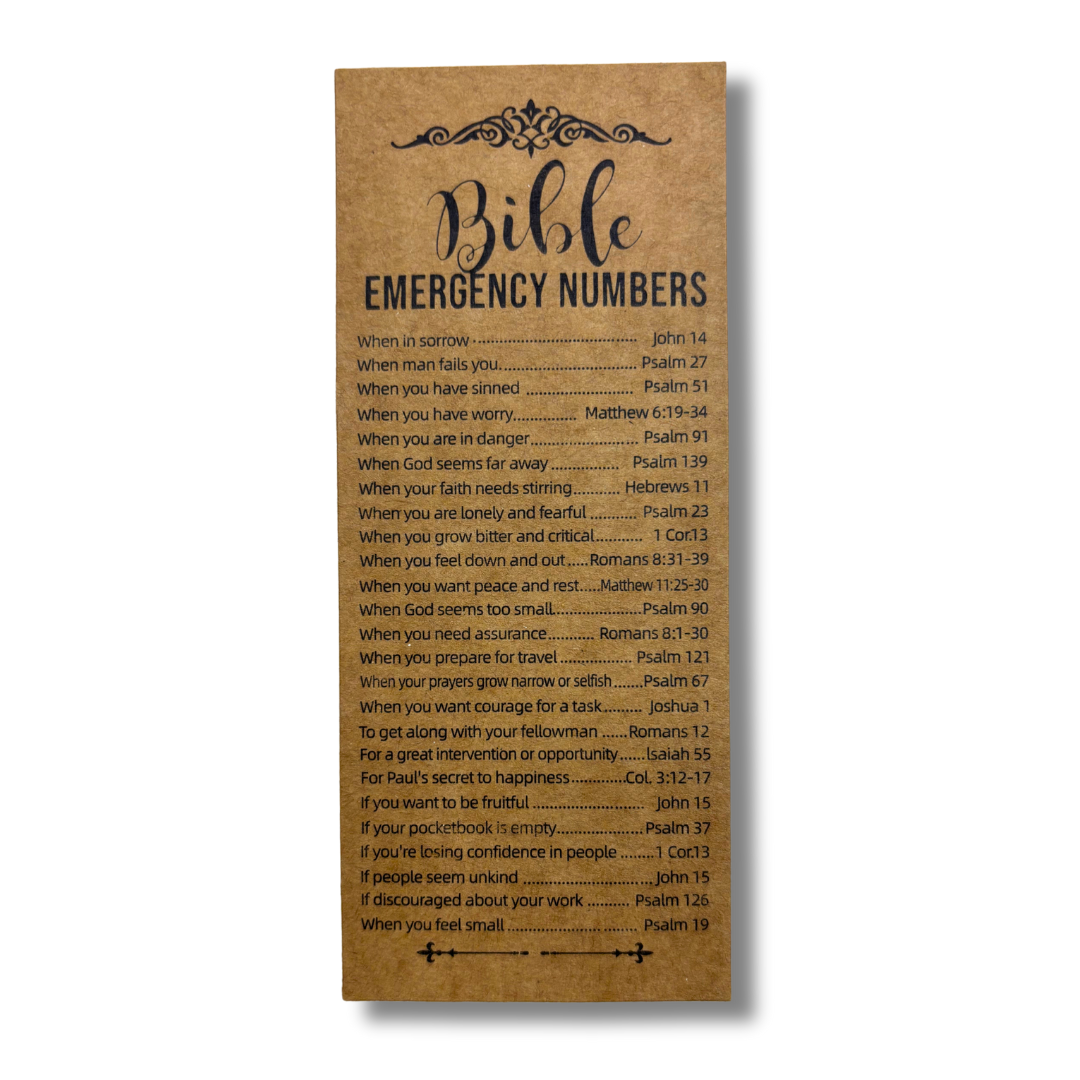 Bible
EMERGENCY NUMBERS
When in sorrow ..................................... John 14
When man fails you............................... Psalm 27
When you have sinned ........................ Psalm 51
When you have worry.............. Matthew 6:19-34
When you are in danger........................ Psalm 91
When God seems far away ............... Psalm 139
When your faith needs stirring.......... Hebrews 11
When you are lonely and fearful .......... Psalm 23
When you grow bitter and critical........... 1 Cor.13
When you feel down and out.....Romans 8:31-39
When you want peace and rest.....Matthew 11:25-30
When God seems too small....................Psalm 90
When you need assurance.......... Romans 8:1-30
When you prepare for travel ................ Psalm 121
When your prayers grow narrow or selfish .......Psalm 67
When you want courage for a task......... Joshua 1
To get along with your fellowman ......Romans 12
For a great intervention or opportunity......Isaiah 55
For Paul's secret to happiness.............Col. 3:12-17
If you want to be fruitful ......................... John 15
If your pocketbook is empty...................Psalm 37
If you're losing confidence in people ........1 Cor.13
If people seem unkind .............................John 15
If discouraged about your work .......... Psalm 126
When you feel small ............................. Psalm 19